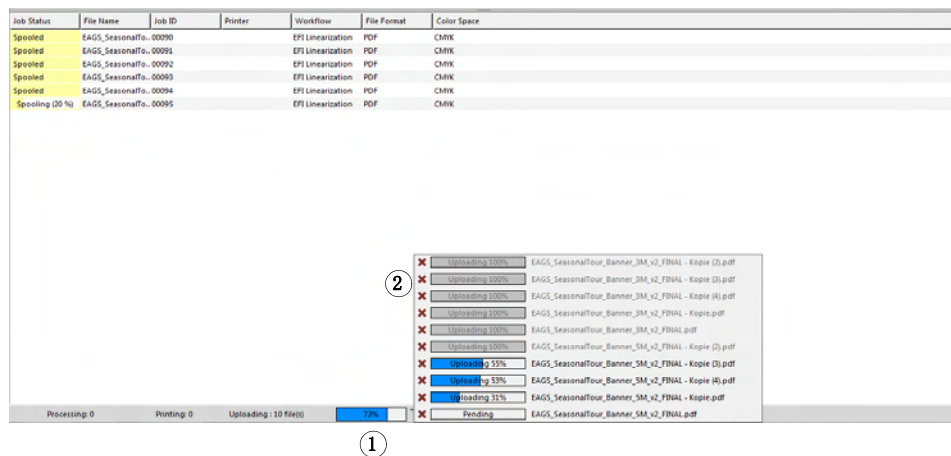 Job Status File Name Job ID Printer Workflow File Format Color Space
Spooled EAGS_SeasonalTo... 00090 EFI Linearization PDF CMYK
Spooled EAGS_SeasonalTo... 00091 EFI Linearization PDF CMYK
Spooled EAGS_SeasonalTo... 00092 EFI Linearization PDF CMYK
Spooled EAGS_SeasonalTo... 00093 EFI Linearization PDF CMYK
Spooled EAGS_SeasonalTo... 00094 EFI Linearization PDF CMYK
Spooling (20 %) EAGS_SeasonalTo... 00095 EFI Linearization PDF CMYK
Uploading 100% EAGS_SeasonalTour_Banner_3M_v2_FINAL - Kopie (2).pdf
② Uploading 100% EAGS_SeasonalTour_Banner_3M_v2_FINAL - Kopie (3).pdf
Uploading 100% EAGS_SeasonalTour_Banner_3M_v2_FINAL - Kopie (4).pdf
Uploading 100% EAGS_SeasonalTour_Banner_3M_v2_FINAL - Kopie.pdf
Uploading 100% EAGS_SeasonalTour_Banner_3M_v2_FINAL.pdf
Uploading 100% EAGS_SeasonalTour_Banner_5M_v2_FINAL - Kopie (2).pdf
Uploading 55% EAGS_SeasonalTour_Banner_5M_v2_FINAL - Kopie (3).pdf
Uploading 53% EAGS_SeasonalTour_Banner_5M_v2_FINAL - Kopie (4).pdf
Uploading 31% EAGS_SeasonalTour_Banner_5M_v2_FINAL - Kopie.pdf
Processing: 0 Printing: 0 Uploading : 10 file(s) 73% Pending EAGS_SeasonalTour_Banner_5M_v2_FINAL.pdf
①